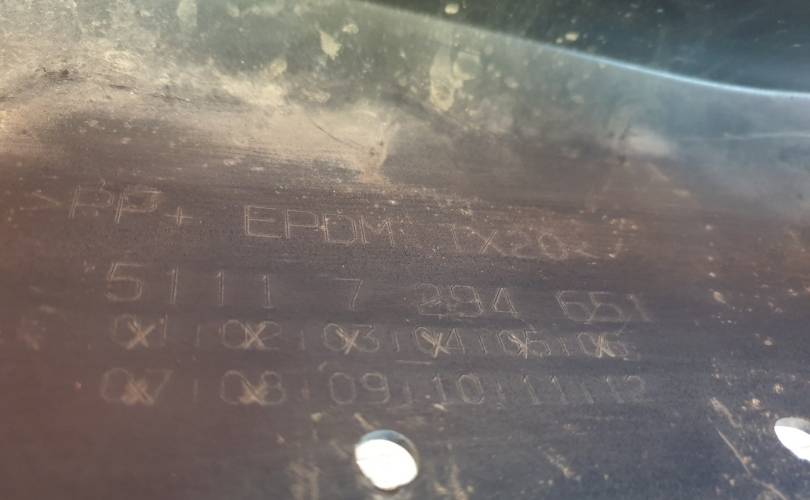 >PP+ EPDM TX20<
5111 7 294 651
01 | 02 | 03 | 04 | 05 | 06
07 | 08 | 09 | 10 | 11 | 12